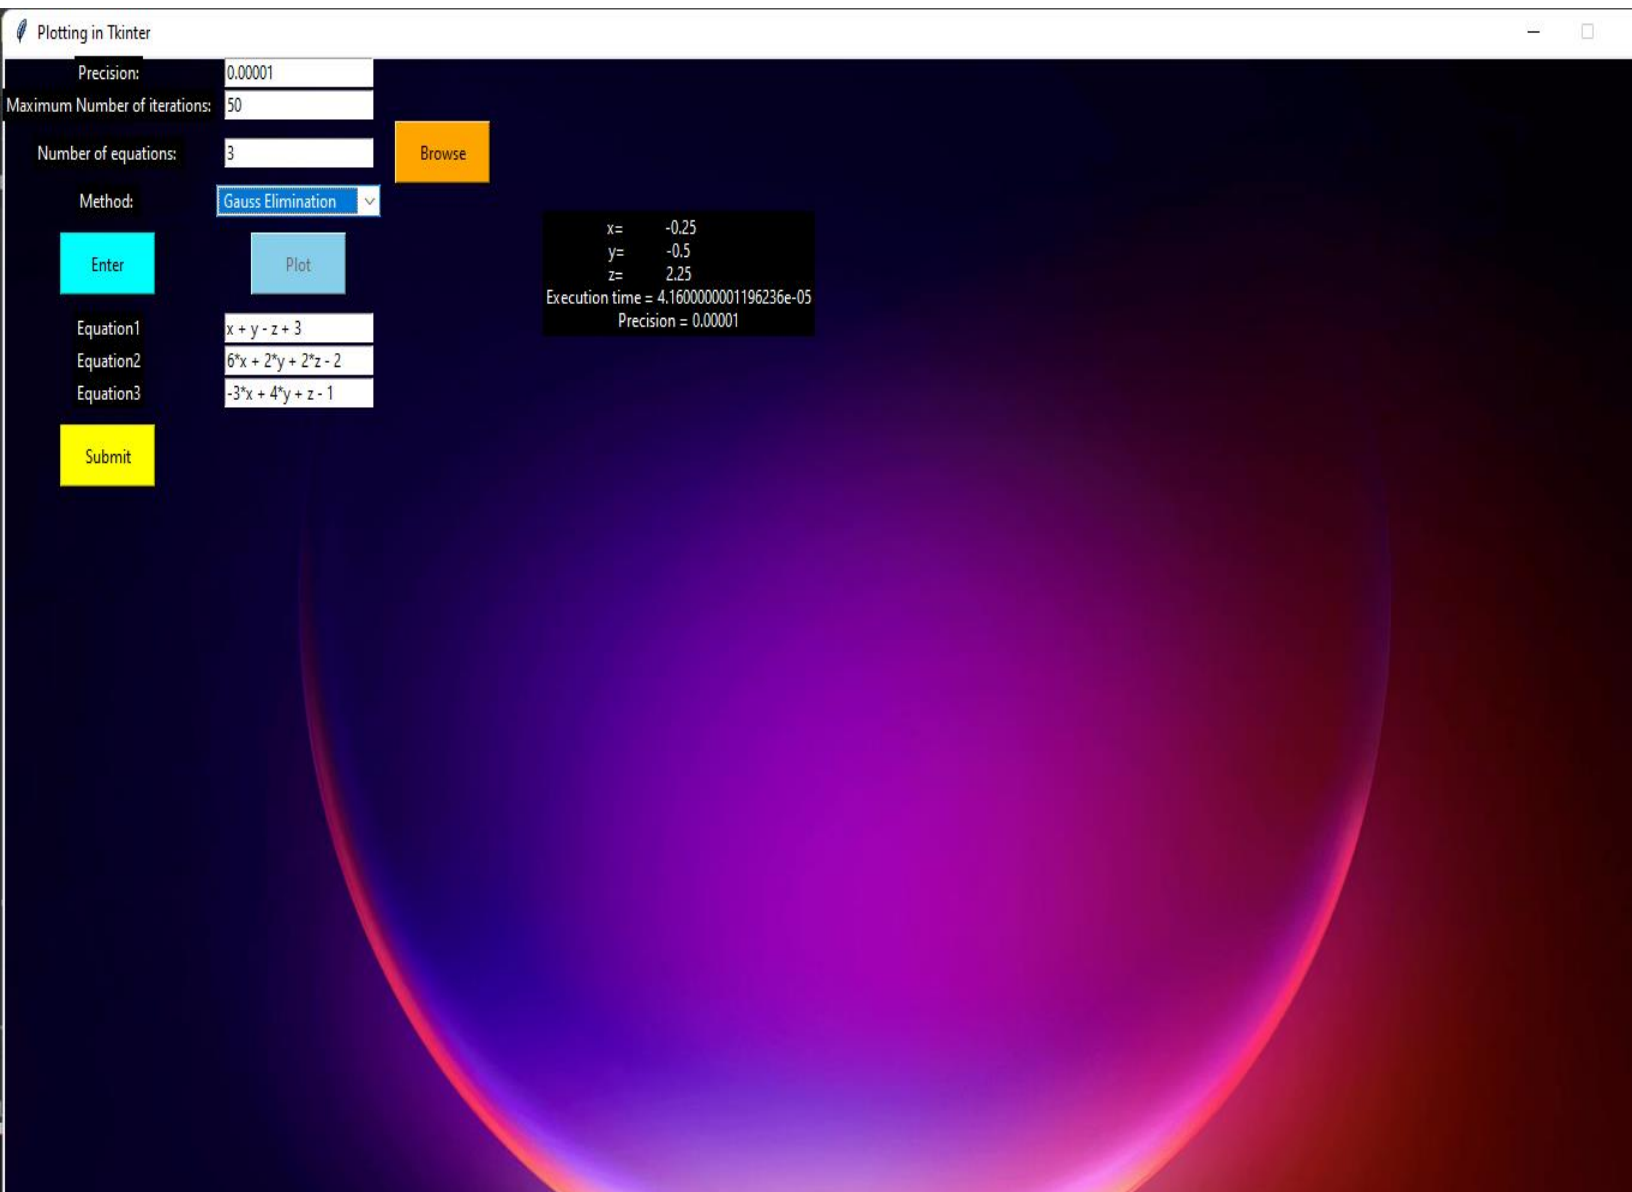 Plotting in Tkinter
Precision: 0.00001
Maximum Number of iterations: 50
Number of equations: 3 Browse
Method: Gauss Elimination
Enter Plot
x= -0.25
y= -0.5
z= 2.25
Execution time = 4.1600000001196236e-05
Precision = 0.00001
Equation1 x + y - z + 3
Equation2 6*x + 2*y + 2*z - 2
Equation3 -3*x + 4*y + z - 1
Submit